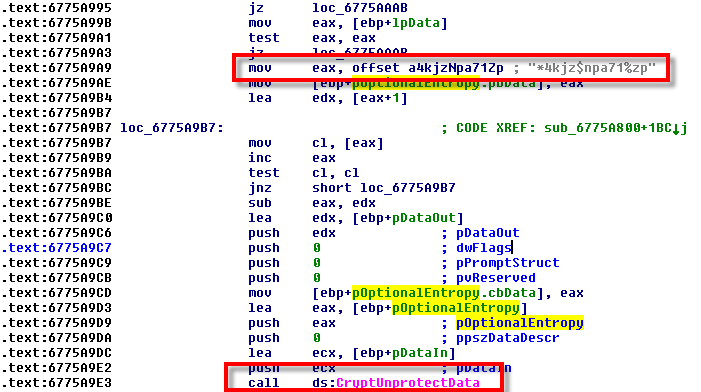 .text:6775A995 jz loc_6775AAAB
.text:6775A99B mov eax, [ebp+lpData]
.text:6775A9A1 test eax, eax
.text:6775A9A3 jz loc_6775AAAB
.text:6775A9A9 mov eax, offset a4kjzNpa71Zp ; "*4kjz$npa71%zp"
.text:6775A9AE mov [ebp+pOptionalEntropy.pbData], eax
.text:6775A9B4 lea edx, [eax+1]
.text:6775A9B7
.text:6775A9B7 loc_6775A9B7: ; CODE XREF: sub_6775A800+1BC↓j
.text:6775A9B7 mov cl, [eax]
.text:6775A9B9 inc eax
.text:6775A9BA test cl, cl
.text:6775A9BC jnz short loc_6775A9B7
.text:6775A9BE sub eax, edx
.text:6775A9C0 lea edx, [ebp+pDataOut]
.text:6775A9C6 push edx ; pDataOut
.text:6775A9C7 push 0 ; dwFlags
.text:6775A9C9 push 0 ; pPromptStruct
.text:6775A9CB push 0 ; pvReserved
.text:6775A9CD mov [ebp+pOptionalEntropy.cbData], eax
.text:6775A9D3 lea eax, [ebp+pOptionalEntropy]
.text:6775A9D9 push eax ; pOptionalEntropy
.text:6775A9DA push 0 ; ppszDataDescr
.text:6775A9DC lea ecx, [ebp+pDataIn]
.text:6775A9E2 push ecx ; pDataIn
.text:6775A9E3 call ds:CryptUnprotectData